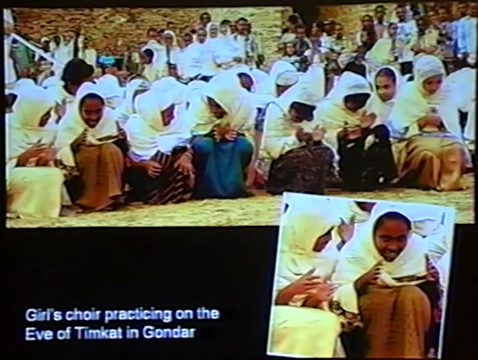 Girl's choir practicing on the
Eve of Timkat in Gondar